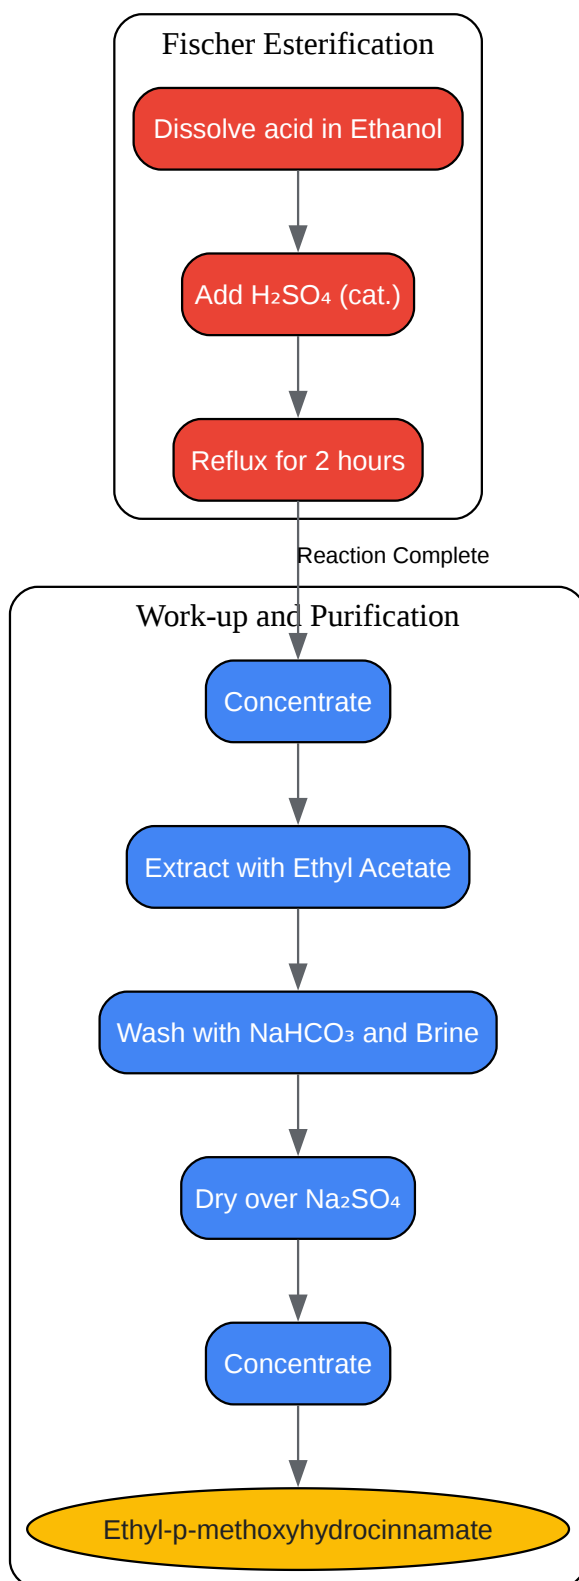 Fischer Esterification
Dissolve acid in Ethanol
Add H₂SO₄ (cat.)
Reflux for 2 hours
Reaction Complete
Work-up and Purification
Concentrate
Extract with Ethyl Acetate
Wash with NaHCO₃ and Brine
Dry over Na₂SO₄
Concentrate
Ethyl-p-methoxyhydrocinnamate